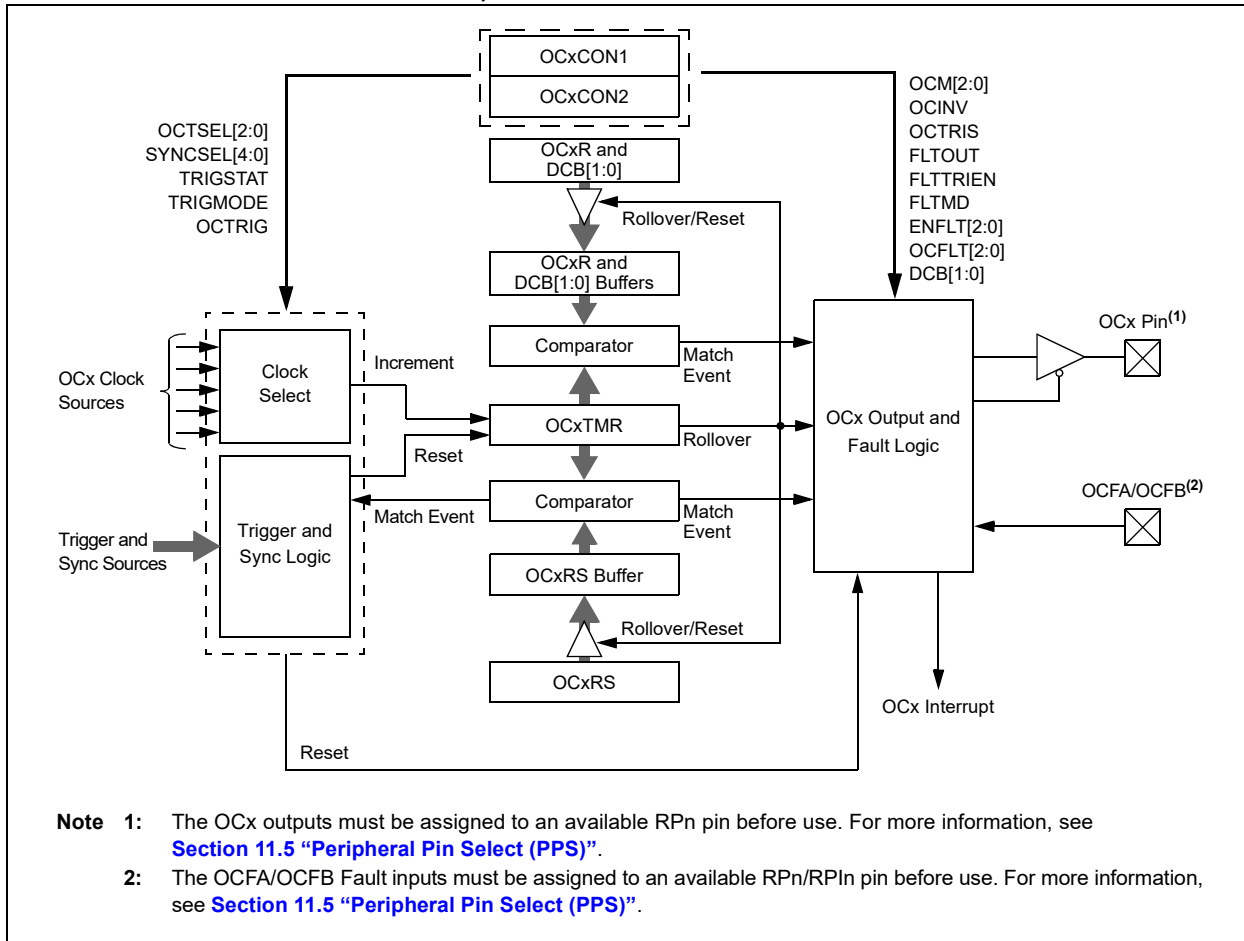 OCxCON1
OCxCON2
OCTSEL[2:0]
SYNCSEL[4:0]
TRIGSTAT
TRIGMODE
OCTRIG
OCM[2:0]
OCINV
OCTRIS
FLTOUT
FLTTRIEN
FLTMD
ENFLT[2:0]
OCFLT[2:0]
DCB[1:0]
OCxR and
DCB[1:0]
Rollover/Reset
OCxR and
DCB[1:0] Buffers
Comparator
Match
Event
OCx Clock
Sources
Clock
Select
Increment
OCxTMR
Rollover
Reset
OCx Output and
Fault Logic
OCx Pin(1)
OCFA/OCFB(2)
Trigger and
Sync Sources
Trigger and
Sync Logic
Match Event
Comparator
Match
Event
OCxRS Buffer
Rollover/Reset
OCxRS
OCx Interrupt
Reset
Note 1: The OCx outputs must be assigned to an available RPn pin before use. For more information, see
Section 11.5 “Peripheral Pin Select (PPS)”.
2: The OCFA/OCFB Fault inputs must be assigned to an available RPn/RPIn pin before use. For more information,
see Section 11.5 “Peripheral Pin Select (PPS)”.